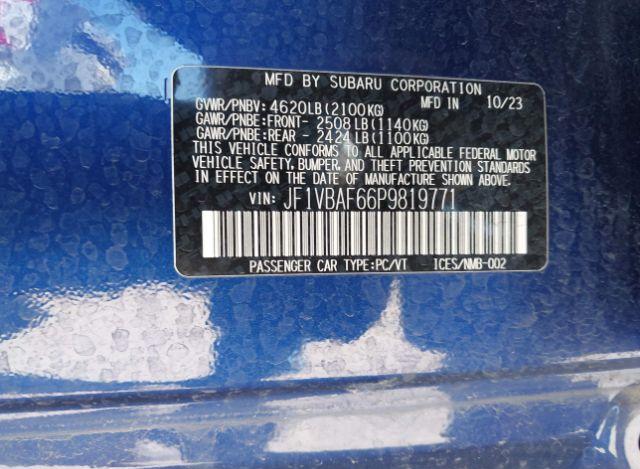 MFD BY SUBARU CORPORATION
GVWR/PNBV: 4620LB(2100KG) MFD IN 10/23
GAWR/PNBE:FRONT- 2508LB(1140KG)
GAWR/PNBE:REAR - 2424LB(1100KG)
THIS VEHICLE CONFORMS TO ALL APPLICABLE FEDERAL MOTOR
VEHICLE SAFETY, BUMPER, AND THEFT PREVENTION STANDARDS
IN EFFECT ON THE DATE OF MANUFACTURE SHOWN ABOVE.
VIN: JF1VBAF66P9819771
PASSENGER CAR TYPE:PC/VT ICES/NMB-002